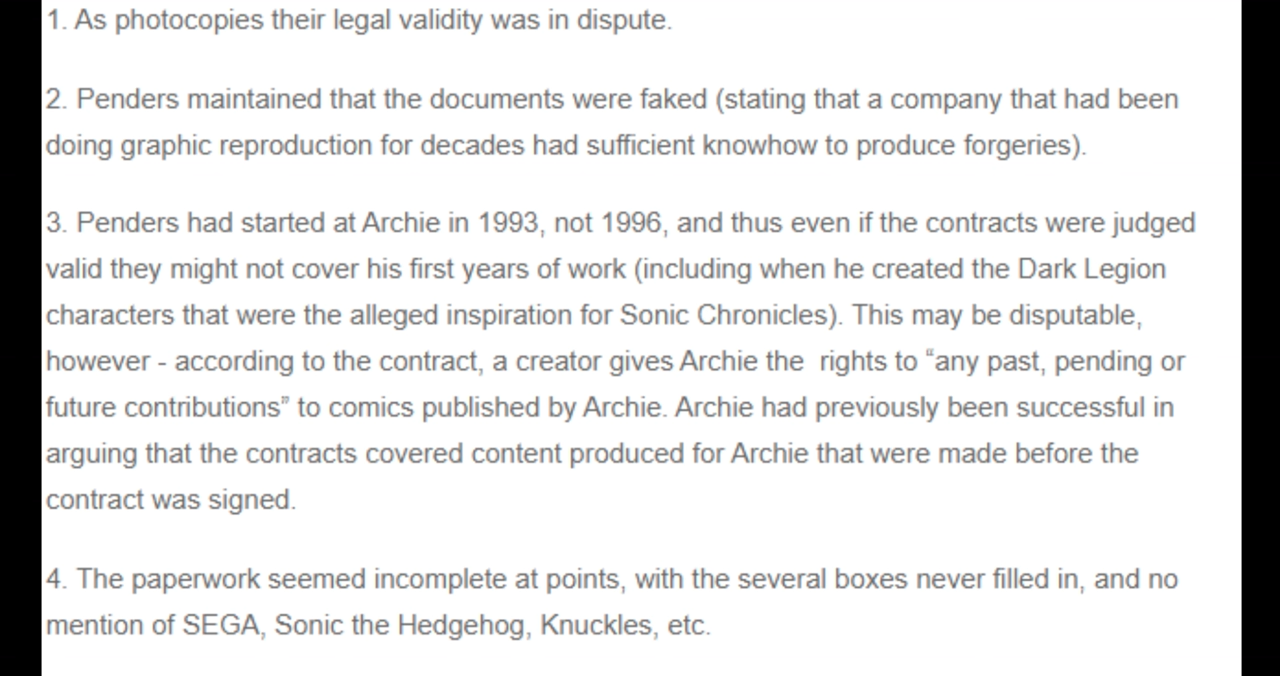 1. As photocopies their legal validity was in dispute.
2. Penders maintained that the documents were faked (stating that a company that had been
doing graphic reproduction for decades had sufficient knowhow to produce forgeries).
3. Penders had started at Archie in 1993, not 1996, and thus even if the contracts were judged
valid they might not cover his first years of work (including when he created the Dark Legion
characters that were the alleged inspiration for Sonic Chronicles). This may be disputable,
however - according to the contract, a creator gives Archie the  rights to “any past, pending or
future contributions” to comics published by Archie. Archie had previously been successful in
arguing that the contracts covered content produced for Archie that were made before the
contract was signed.
4. The paperwork seemed incomplete at points, with the several boxes never filled in, and no
mention of SEGA, Sonic the Hedgehog, Knuckles, etc.